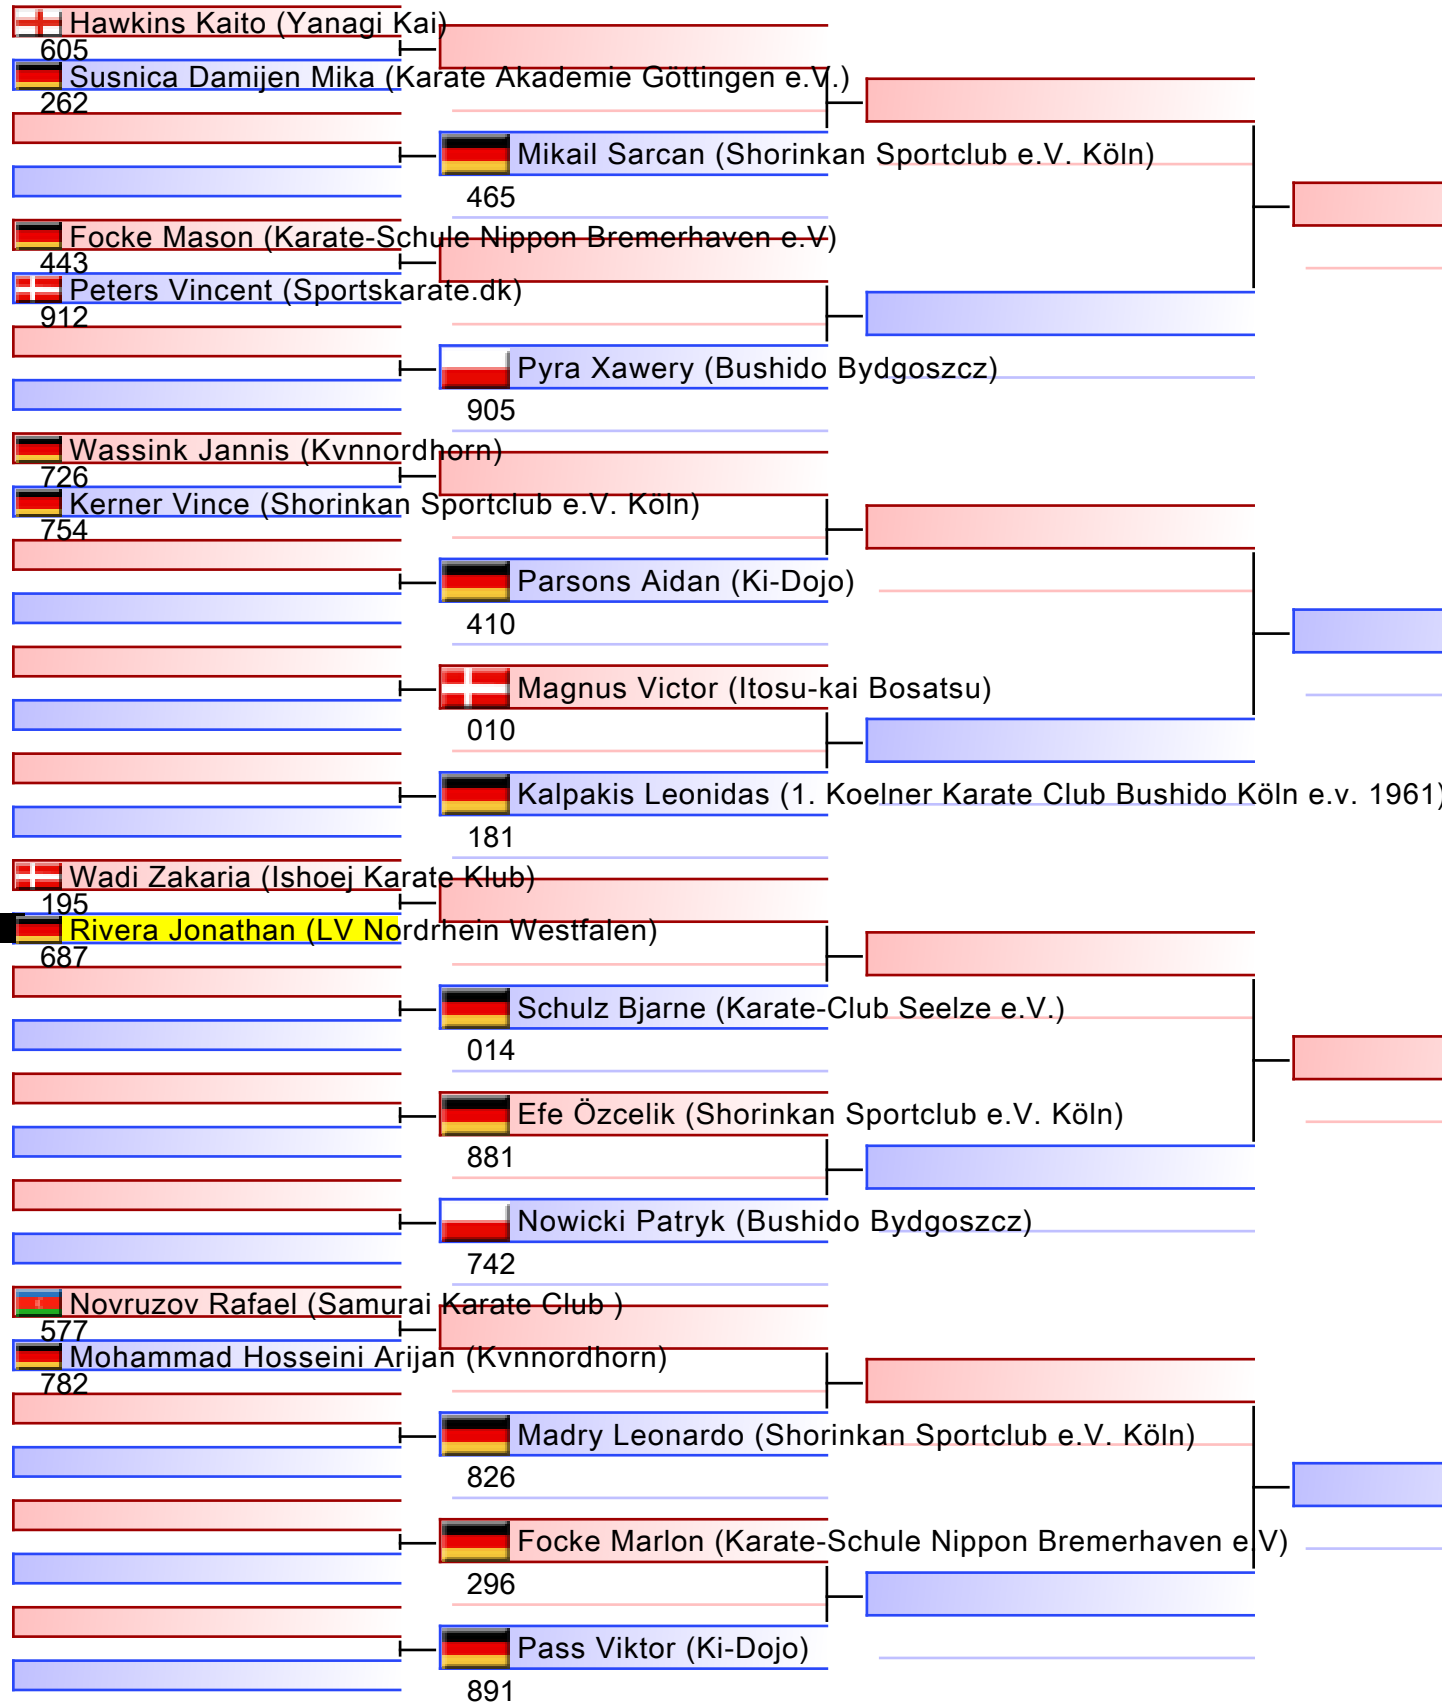 Hawkins Kaito (Yanagi Kai)
605
Susnica Damijen Mika (Karate Akademie Göttingen e.V.)
262
Mikail Sarcan (Shorinkan Sportclub e.V. Köln)
465
Focke Mason (Karate-Schule Nippon Bremerhaven e.V)
443
Peters Vincent (Sportskarate.dk)
912
Pyra Xawery (Bushido Bydgoszcz)
905
Wassink Jannis (Kvnnordhorn)
726
Kerner Vince (Shorinkan Sportclub e.V. Köln)
754
Parsons Aidan (Ki-Dojo)
410
Magnus Victor (Itosu-kai Bosatsu)
010
Kalpakis Leonidas (1. Koelner Karate Club Bushido Köln e.v. 1961)
181
Wadi Zakaria (Ishoej Karate Klub)
195
Rivera Jonathan (LV Nordrhein Westfalen)
687
Schulz Bjarne (Karate-Club Seelze e.V.)
014
Efe Özcelik (Shorinkan Sportclub e.V. Köln)
881
Nowicki Patryk (Bushido Bydgoszcz)
742
Novruzov Rafael (Samurai Karate Club )
577
Mohammad Hosseini Arijan (Kvnnordhorn)
782
Madry Leonardo (Shorinkan Sportclub e.V. Köln)
826
Focke Marlon (Karate-Schule Nippon Bremerhaven e.V)
296
Pass Viktor (Ki-Dojo)
891